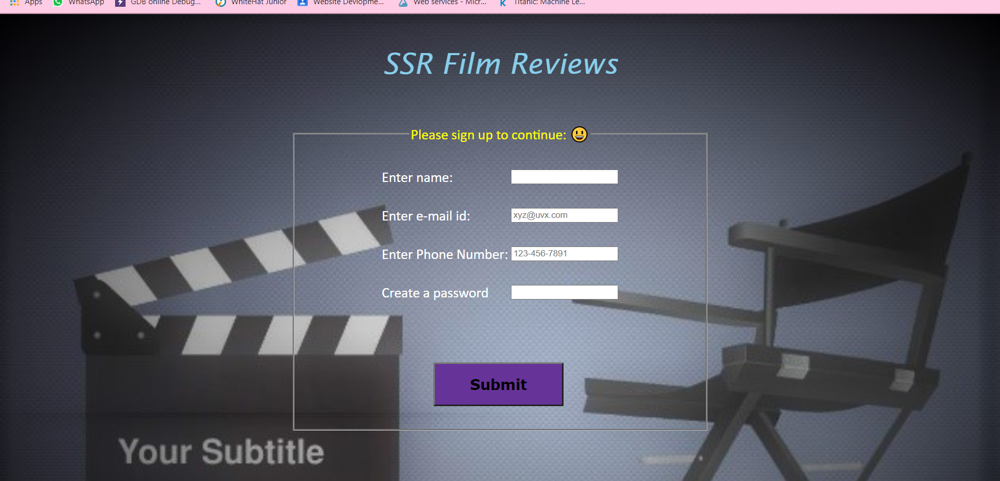 Apps WhatsApp GDB online Debug... WhiteHat Junior Website Devlopme... Web services - Micr... Titanic: Machine Le...
SSR Film Reviews
Please sign up to continue: 😃
Enter name:
Enter e-mail id: xyz@uvx.com
Enter Phone Number: 123-456-7891
Create a password
Submit
Your Subtitle